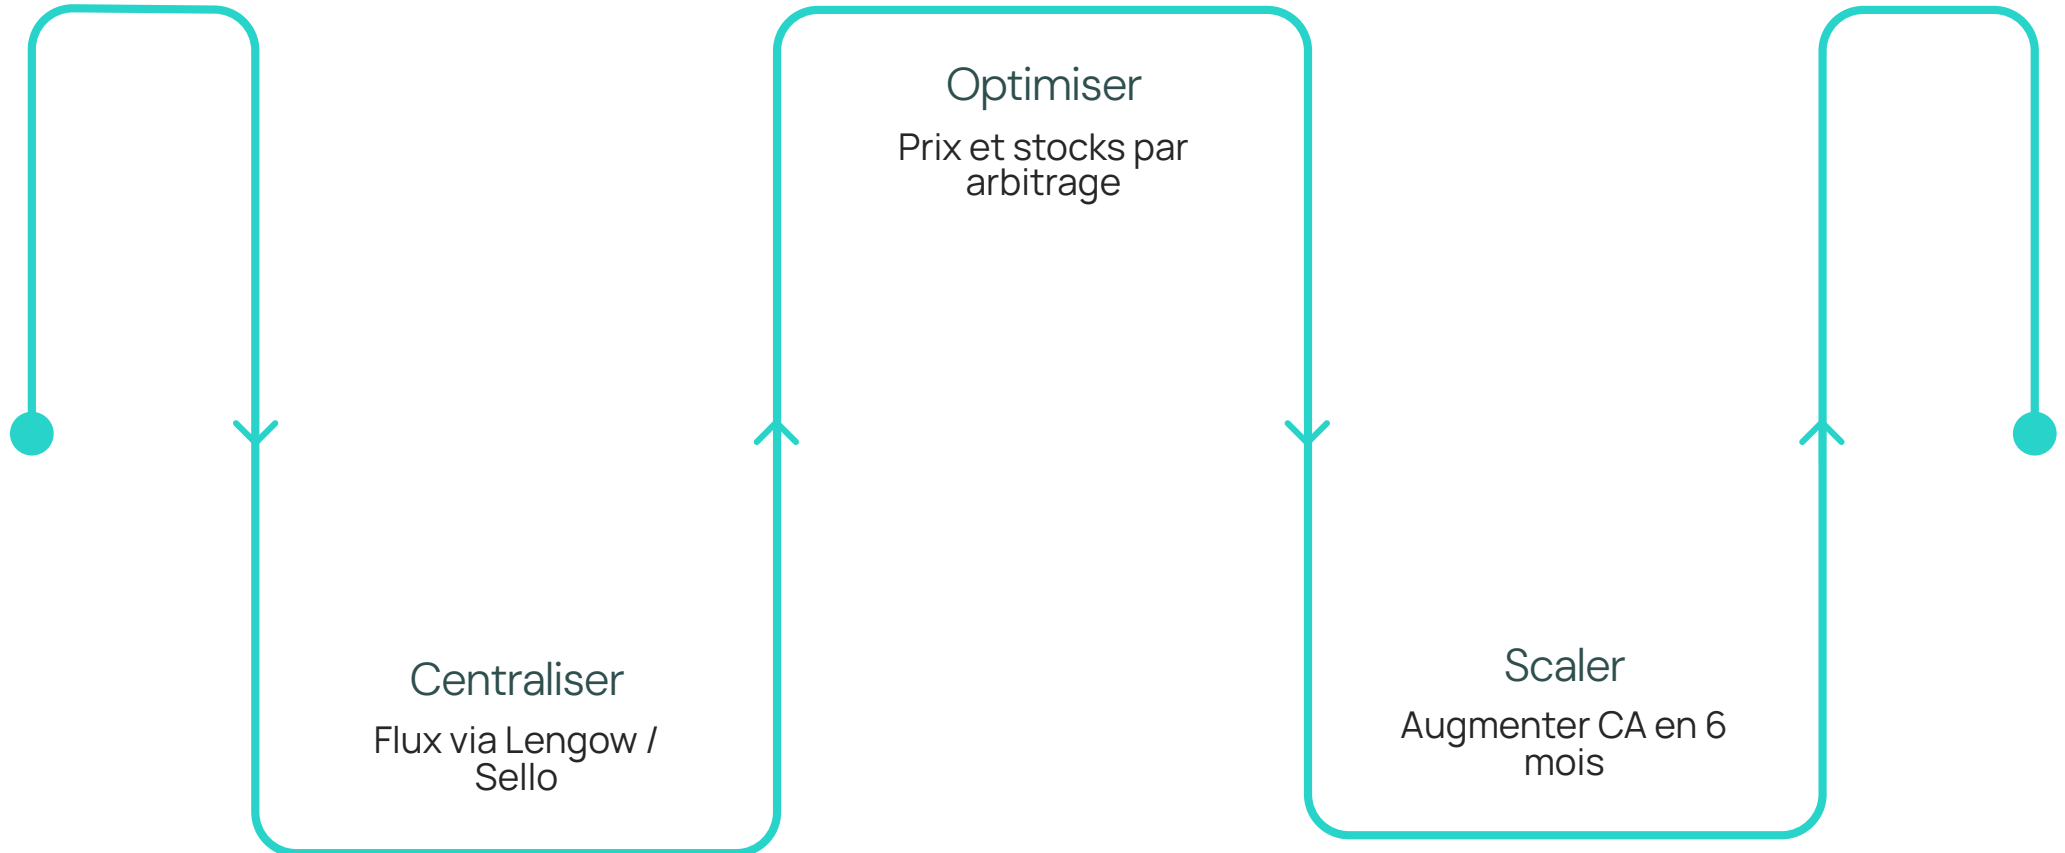 Centraliser
Flux via Lengow /
Sello
Optimiser
Prix et stocks par
arbitrage
Scaler
Augmenter CA en 6
mois